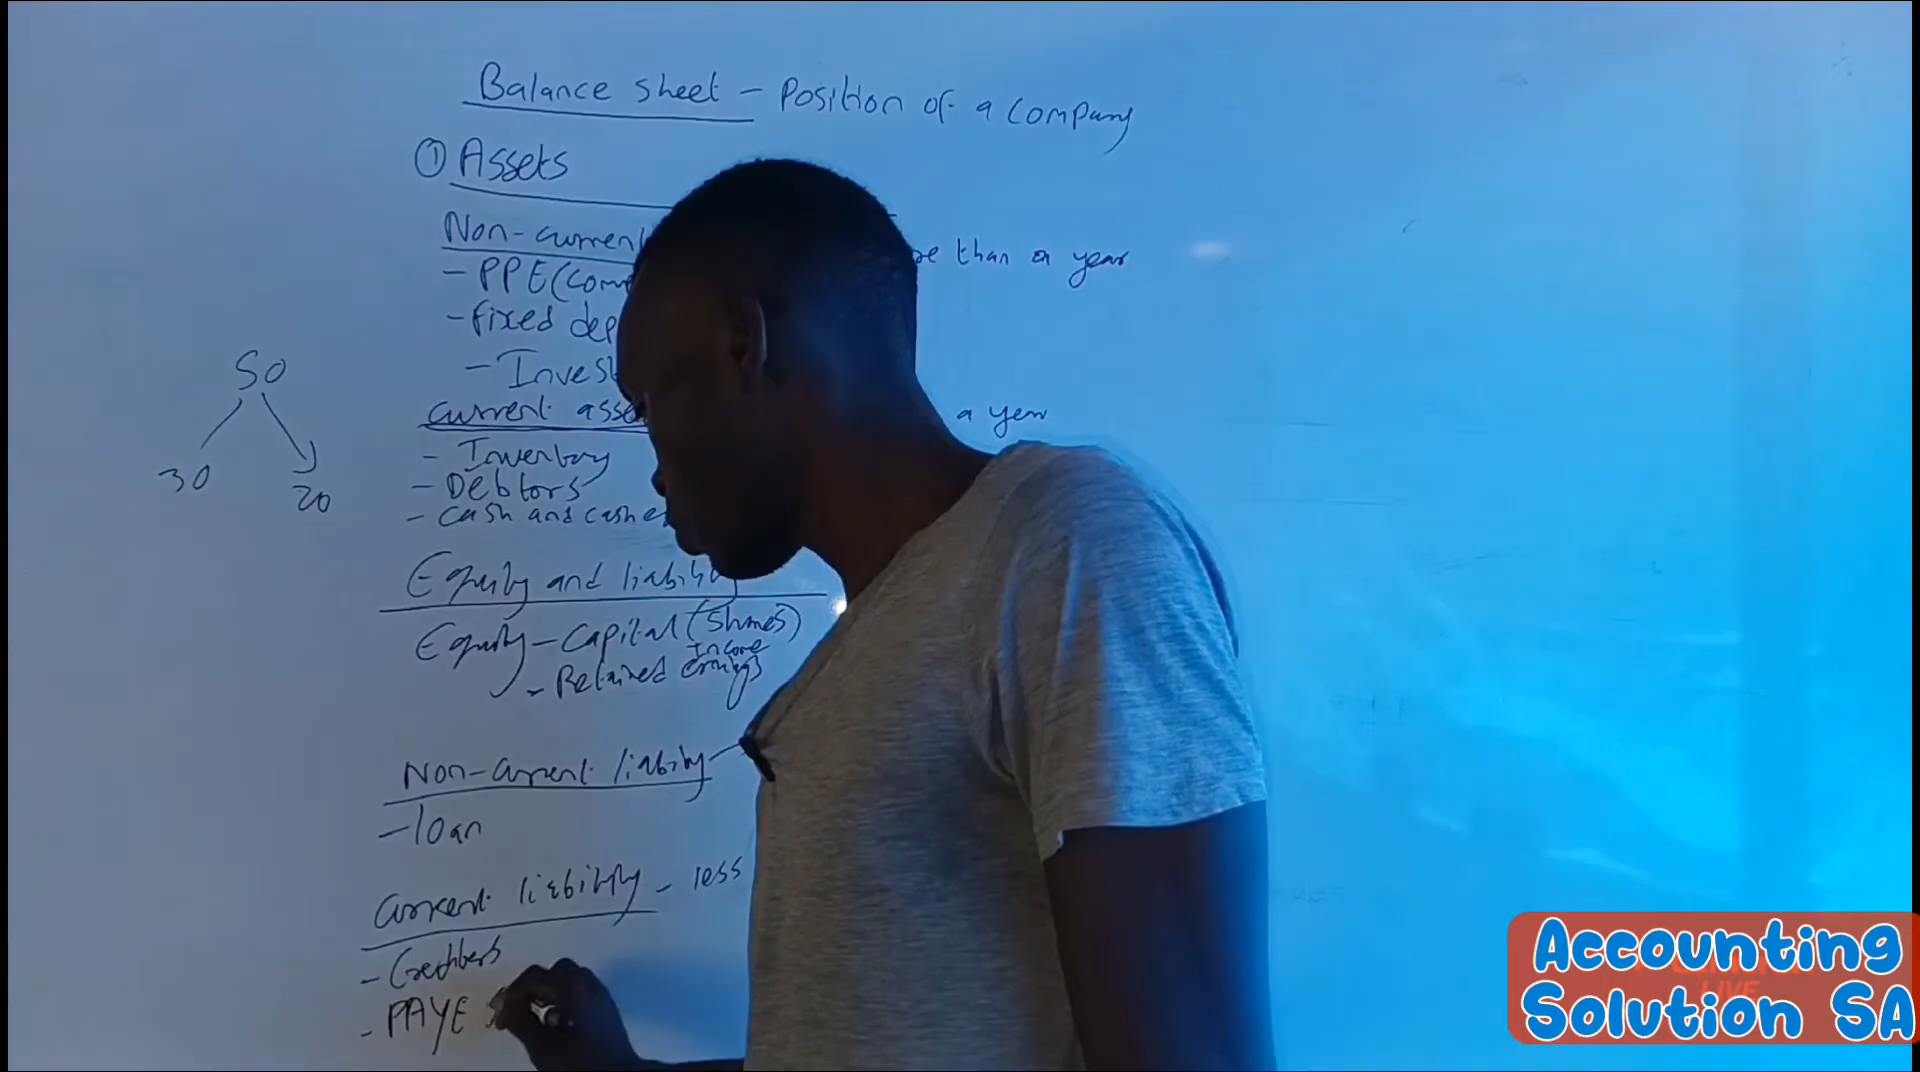 Balance sheet - Position of a company
① Assets
Non-current
than a year
- PPE (Com
- fixed dep
- Invest
Current asse
a year
- Inventory
- Debtors
- Cash and cash e
50
30
20
Equity and liability
Equity - Capital (Shares)
Income
- Retained earnings
Non-current liability -
- loan
Current liability - less
- Creditors
- PAYE
Accounting
Solution SA